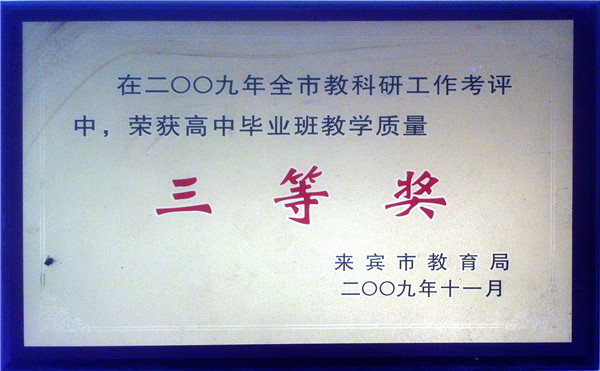 在二〇〇九年全市教科研工作考评
中，荣获高中毕业班教学质量
三等奖
来宾市教育局
二〇〇九年十一月